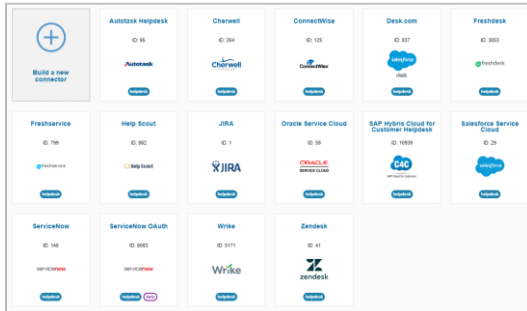 Build a new
connector
Autotask Helpdesk
ID: 95
Autotask
helpdesk
Cherwell
ID: 264
Cherwell
helpdesk
ConnectWise
ID: 125
ConnectWise
helpdesk
Desk.com
ID: 837
salesforce
desk
helpdesk
Freshdesk
ID: 3853
freshdesk
helpdesk
Freshservice
ID: 799
freshservice
helpdesk
Help Scout
ID: 862
Help Scout
helpdesk
JIRA
ID: 1
JIRA
helpdesk
Oracle Service Cloud
ID: 59
ORACLE
SERVICE CLOUD
helpdesk
SAP Hybris Cloud for
Customer Helpdesk
ID: 10939
C4C
helpdesk
Salesforce Service
Cloud
ID: 29
salesforce
helpdesk
ServiceNow
ID: 140
servicenow
helpdesk
ServiceNow OAuth
servicenow
helpdesk
beta
Wrike
ID: 5171
Wrike
helpdesk
Zendesk
ID: 41
zendesk
helpdesk